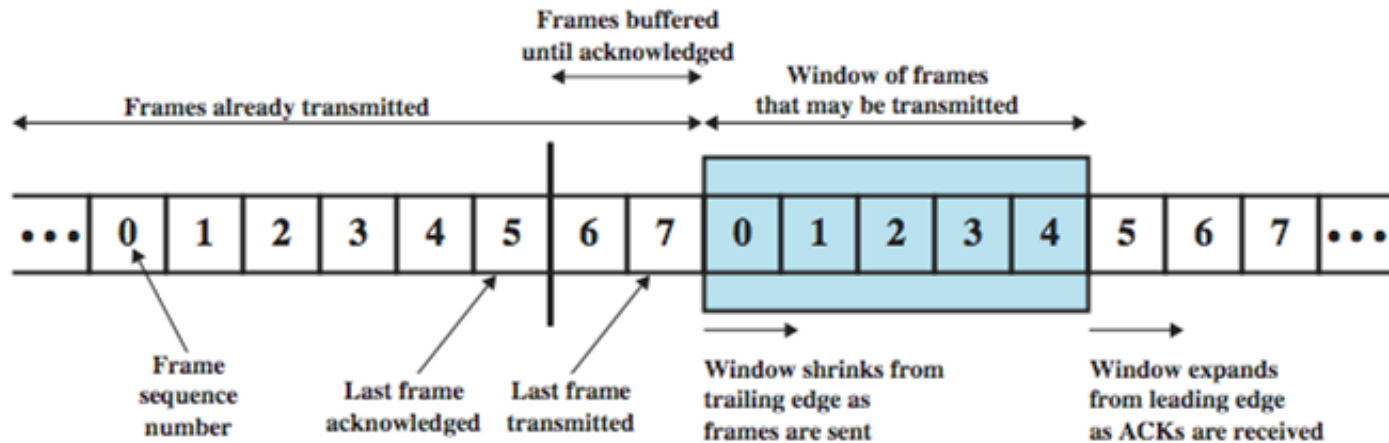 Frames buffered
until acknowledged
Window of frames
that may be transmitted
Frames already transmitted
••• 0 1 2 3 4 5 6 7 0 1 2 3 4 5 6 7 •••
Frame
sequence
number
Last frame
acknowledged
Last frame
transmitted
Window shrinks from
trailing edge as
frames are sent
Window expands
from leading edge
as ACKs are received